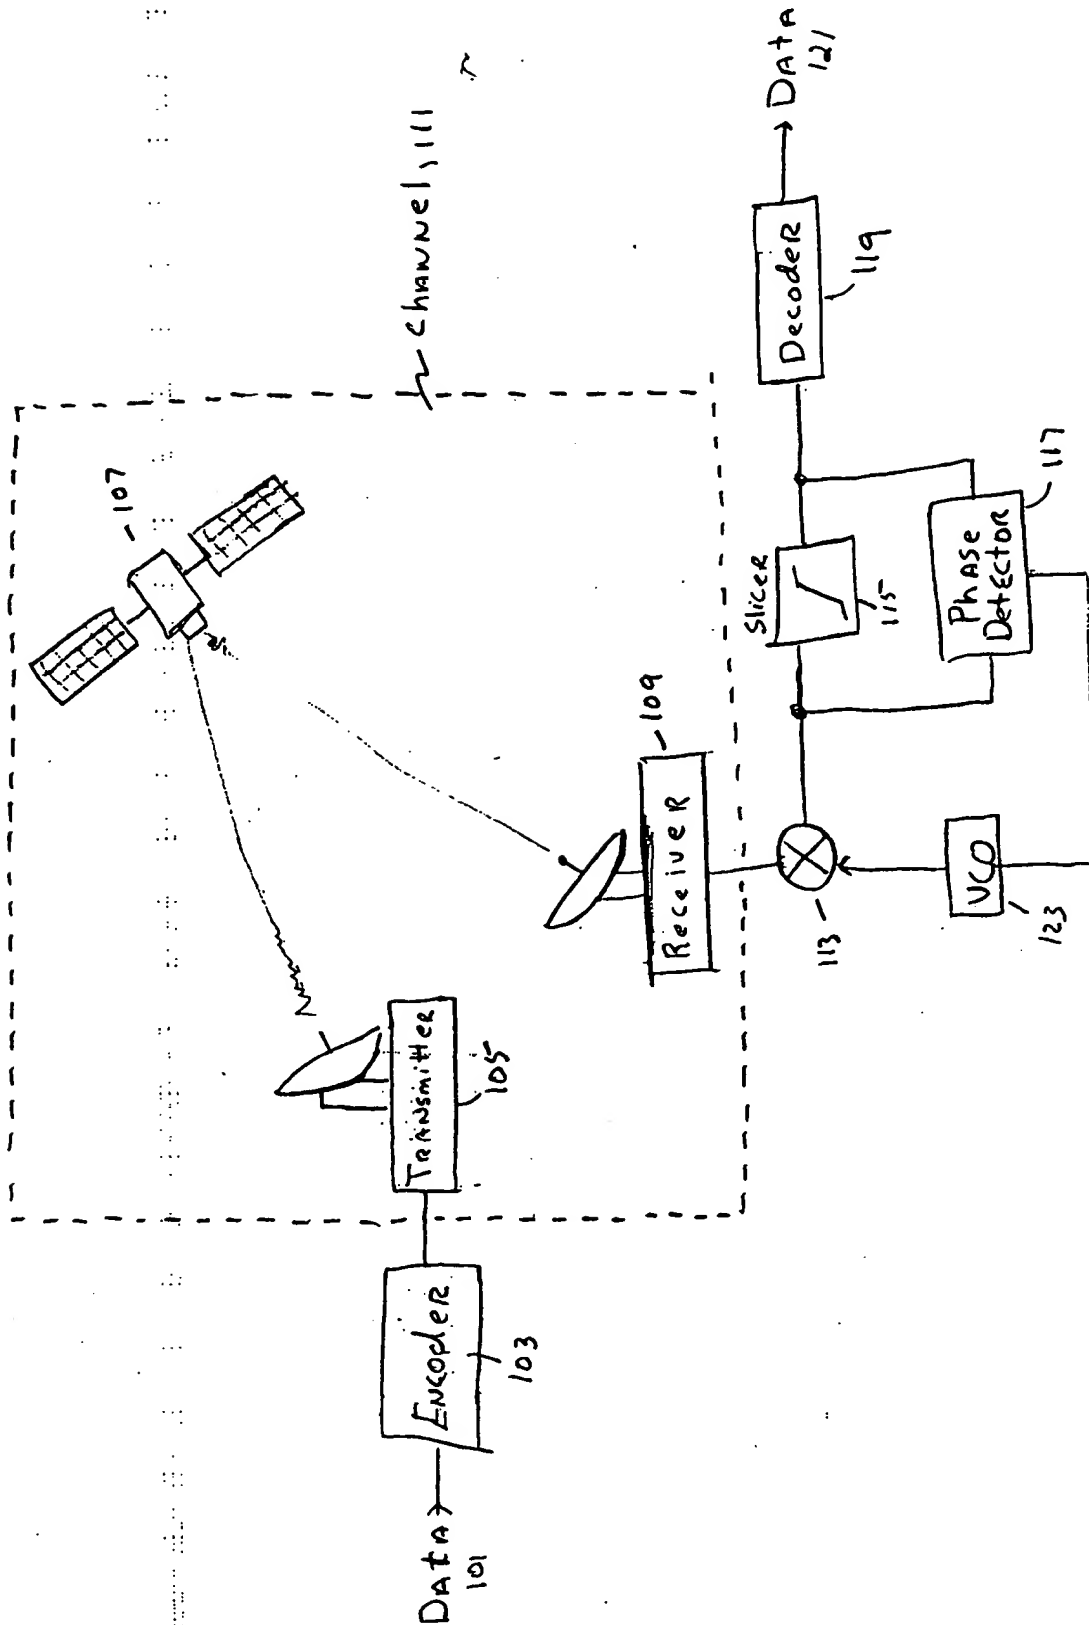 DATA
101
ENCODER
103
TRANSMITTER
105
107
channel, 111
Receiver
109
113
VCO
123
Slicer
115
Phase
Detector
117
Decoder
119
DATA
121